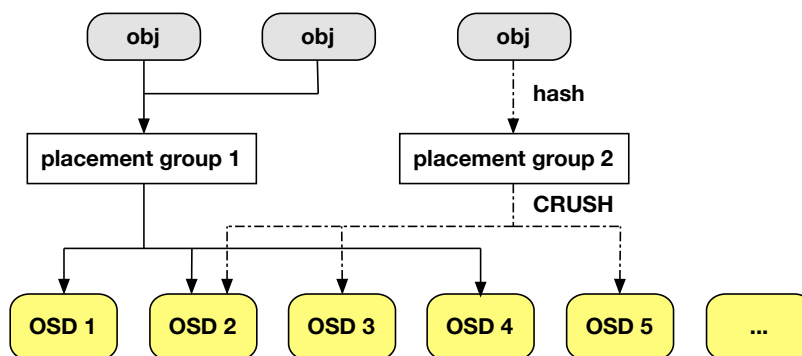 obj
obj
obj
hash
placement group 1
placement group 2
CRUSH
OSD 1
OSD 2
OSD 3
OSD 4
OSD 5
...